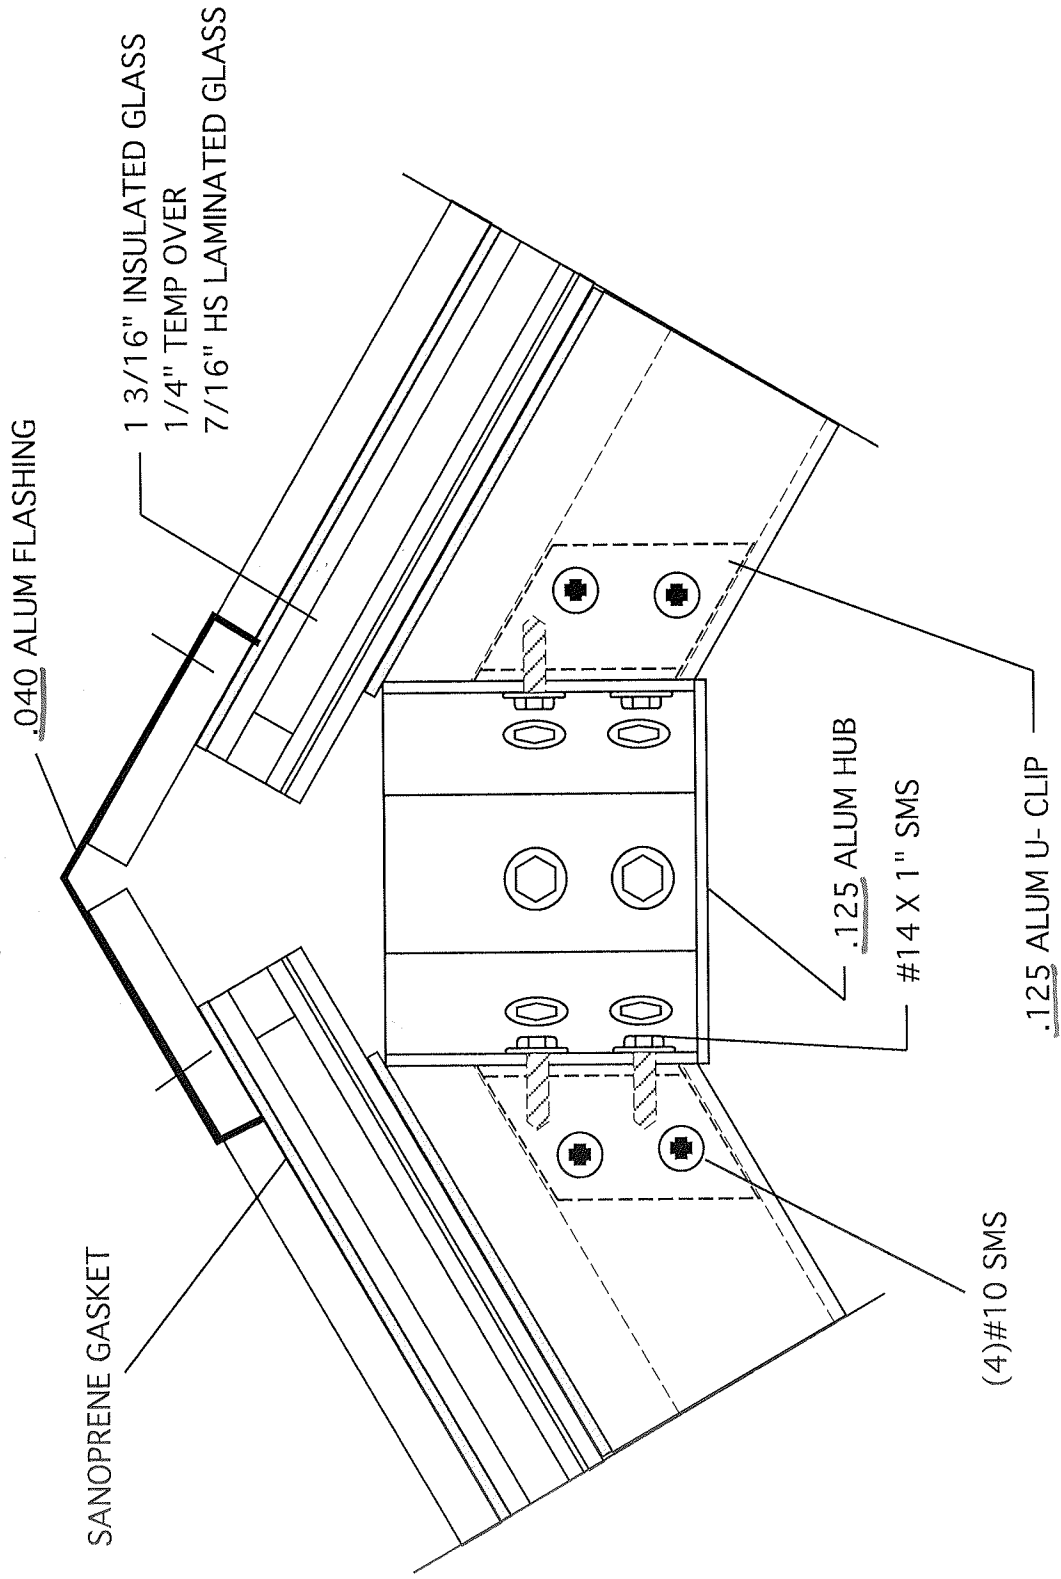 SANOPRENE GASKET
.040 ALUM FLASHING
1 3/16" INSULATED GLASS
1/4" TEMP OVER
7/16" HS LAMINATED GLASS
(4)#10 SMS
.125 ALUM HUB
#14 X 1" SMS
.125 ALUM U- CLIP